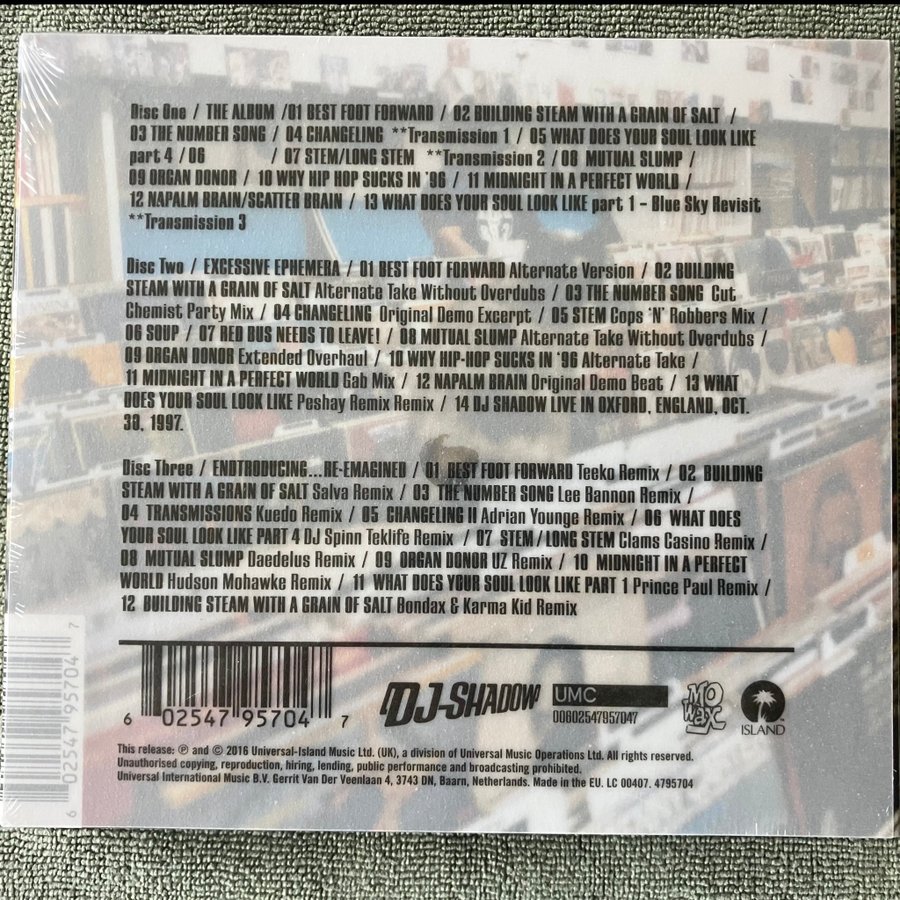 Disc One / THE ALBUM /01 BEST FOOT FORWARD / 02 BUILDING STEAM WITH A GRAIN OF SALT /
03 THE NUMBER SONG / 04 CHANGELING **Transmission 1 / 05 WHAT DOES YOUR SOUL LOOK LIKE
part 4 / 06 / 07 STEM/LONG STEM **Transmission 2 / 08 MUTUAL SLUMP /
09 ORGAN DONOR / 10 WHY HIP HOP SUCKS IN '96 / 11 MIDNIGHT IN A PERFECT WORLD /
12 NAPALM BRAIN/SCATTER BRAIN / 13 WHAT DOES YOUR SOUL LOOK LIKE part 1 - Blue Sky Revisit
**Transmission 3
Disc Two / EXCESSIVE EPHEMERA / 01 BEST FOOT FORWARD Alternate Version / 02 BUILDING
STEAM WITH A GRAIN OF SALT Alternate Take Without Overdubs / 03 THE NUMBER SONG Cut
Chemist Party Mix / 04 CHANGELING Original Demo Excerpt / 05 STEM Cops 'N' Robbers Mix /
06 SOUP / 07 RED BUS NEEDS TO LEAVE! / 08 MUTUAL SLUMP Alternate Take Without Overdubs /
09 ORGAN DONOR Extended Overhaul / 10 WHY HIP-HOP SUCKS IN '96 Alternate Take /
11 MIDNIGHT IN A PERFECT WORLD Gab Mix / 12 NAPALM BRAIN Original Demo Beat / 13 WHAT
DOES YOUR SOUL LOOK LIKE Peshay Remix Remix / 14 DJ SHADOW LIVE IN OXFORD, ENGLAND, OCT.
30, 1997.
Disc Three / ENDTRODUCING...RE-EMAGINED / 01 BEST FOOT FORWARD Teeko Remix / 02 BUILDING
STEAM WITH A GRAIN OF SALT Salva Remix / 03 THE NUMBER SONG Lee Bannon Remix /
04 TRANSMISSIONS Kuedo Remix / 05 CHANGELING II Adrian Younge Remix / 06 WHAT DOES
YOUR SOUL LOOK LIKE PART 4 DJ Spinn Teklife Remix / 07 STEM / LONG STEM Clams Casino Remix /
08 MUTUAL SLUMP Daedelus Remix / 09 ORGAN DONOR UZ Remix / 10 MIDNIGHT IN A PERFECT
WORLD Hudson Mohawke Remix / 11 WHAT DOES YOUR SOUL LOOK LIKE PART 1 Prince Paul Remix /
12 BUILDING STEAM WITH A GRAIN OF SALT Bondax & Karma Kid Remix
6 02547 95704 7
6 02547 95704 7
DJ-SHADOW
UMC
00602547957047
MO WAX
ISLAND
This release: ℗ and © 2016 Universal-Island Music Ltd. (UK), a division of Universal Music Operations Ltd. All rights reserved.
Unauthorised copying, reproduction, hiring, lending, public performance and broadcasting prohibited.
Universal International Music B.V. Gerrit Van Der Veenlaan 4, 3743 DN, Baarn, Netherlands. Made in the EU. LC 00407. 4795704